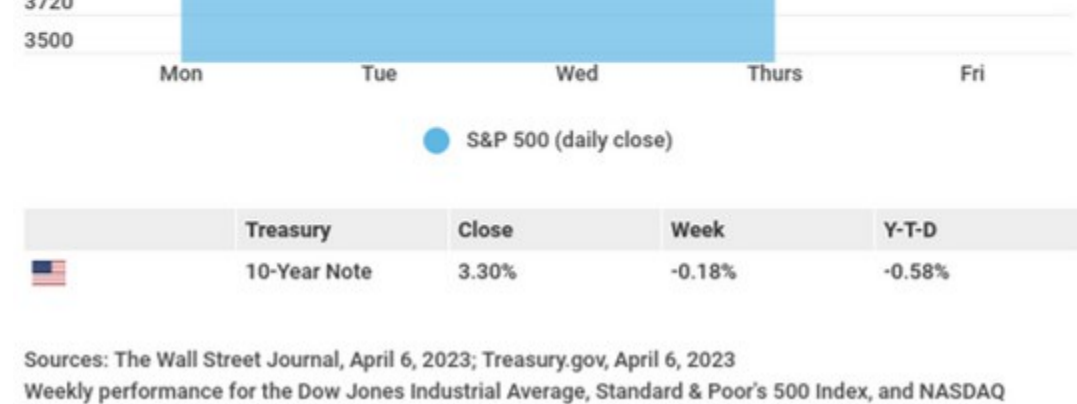 3720
3500
Mon Tue Wed Thurs Fri
S&P 500 (daily close)
Treasury Close Week Y-T-D
10-Year Note 3.30% -0.18% -0.58%
Sources: The Wall Street Journal, April 6, 2023; Treasury.gov, April 6, 2023
Weekly performance for the Dow Jones Industrial Average, Standard & Poor's 500 Index, and NASDAQ